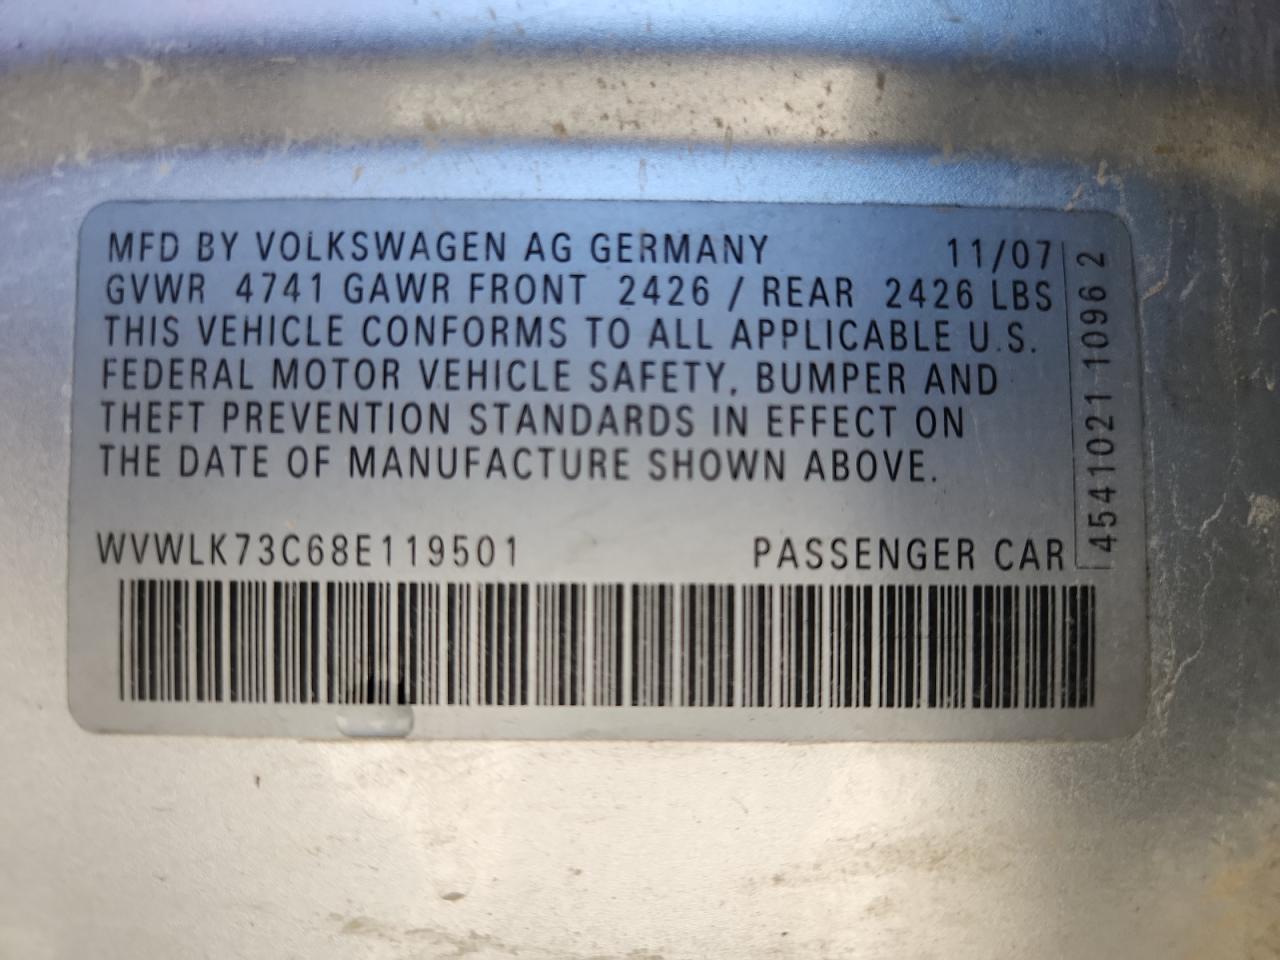 MFD BY VOLKSWAGEN AG GERMANY 11/07
GVWR 4741 GAWR FRONT 2426 / REAR 2426 LBS
THIS VEHICLE CONFORMS TO ALL APPLICABLE U.S.
FEDERAL MOTOR VEHICLE SAFETY, BUMPER AND
THEFT PREVENTION STANDARDS IN EFFECT ON
THE DATE OF MANUFACTURE SHOWN ABOVE.
WVWLK73C68E119501 PASSENGER CAR
4541021 1096 2